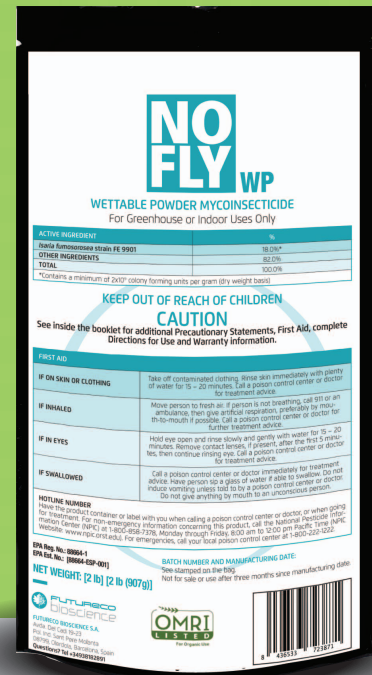 NO
FLY WP
WETTABLE POWDER MYCOINSECTICIDE
For Greenhouse or Indoor Uses Only
ACTIVE INGREDIENT %
Isaria fumosorosea strain FE 9901 18.0%*
OTHER INGREDIENTS 82.0%
TOTAL 100.0%
*Contains a minimum of 2x10⁹ colony forming units per gram (dry weight basis)
KEEP OUT OF REACH OF CHILDREN
CAUTION
See inside the booklet for additional Precautionary Statements, First Aid, complete
Directions for Use and Warranty information.
FIRST AID
IF ON SKIN OR CLOTHING
Take off contaminated clothing. Rinse skin immediately with plenty
of water for 15 – 20 minutes. Call a poison control center or doctor
for treatment advice.
IF INHALED
Move person to fresh air. If person is not breathing, call 911 or an
ambulance, then give artificial respiration, preferably by mou-
th-to-mouth if possible. Call a poison control center or doctor for
further treatment advice.
IF IN EYES
Hold eye open and rinse slowly and gently with water for 15 – 20
minutes. Remove contact lenses, if present, after the first 5 minu-
tes, then continue rinsing eye. Call a poison control center or doctor
for treatment advice.
IF SWALLOWED
Call a poison control center or doctor immediately for treatment
advice. Have person sip a glass of water if able to swallow. Do not
induce vomiting unless told to by a poison control center or doctor.
Do not give anything by mouth to an unconscious person.
HOTLINE NUMBER
Have the product container or label with you when calling a poison control center or doctor, or when going
for treatment. For non-emergency information concerning this product, call the National Pesticide Infor-
mation Center (NPIC) at 1-800-858-7378, Monday through Friday, 8:00 am to 12:00 pm Pacific Time (NPIC
Website: www.npic.orst.edu). For emergencies, call your local poison control center at 1-800-222-1222.
EPA Reg. No.: 88664-1
EPA Est. No.: [88664-ESP-001]
NET WEIGHT: [2 lb] [2 lb (907g)]
BATCH NUMBER AND MANUFACTURING DATE:
See stamped on the bag.
Not for sale or use after three months since manufacturing date.
FUTURECO
bioscience
FUTURECO BIOSCIENCE S.A.
Avda. Del Cadí 19-23
Pol. Ind. Sant Pere Molanta
08799, Olèrdola, Barcelona, Spain
Questions? Tel +34938182891
OMRI
LISTED
For Organic Use
8 436533 723871